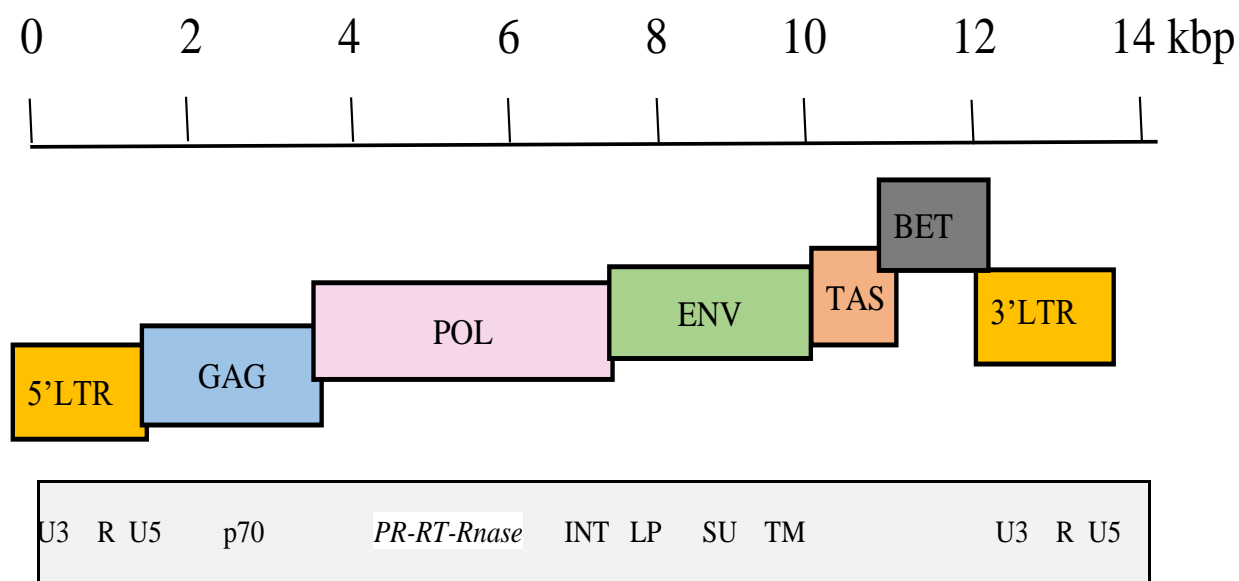 0 2 4 6 8 10 12 14 kbp
BET
TAS
ENV
3’LTR
POL
GAG
5’LTR
U3 R U5 p70 PR-RT-Rnase INT LP SU TM U3 R U5